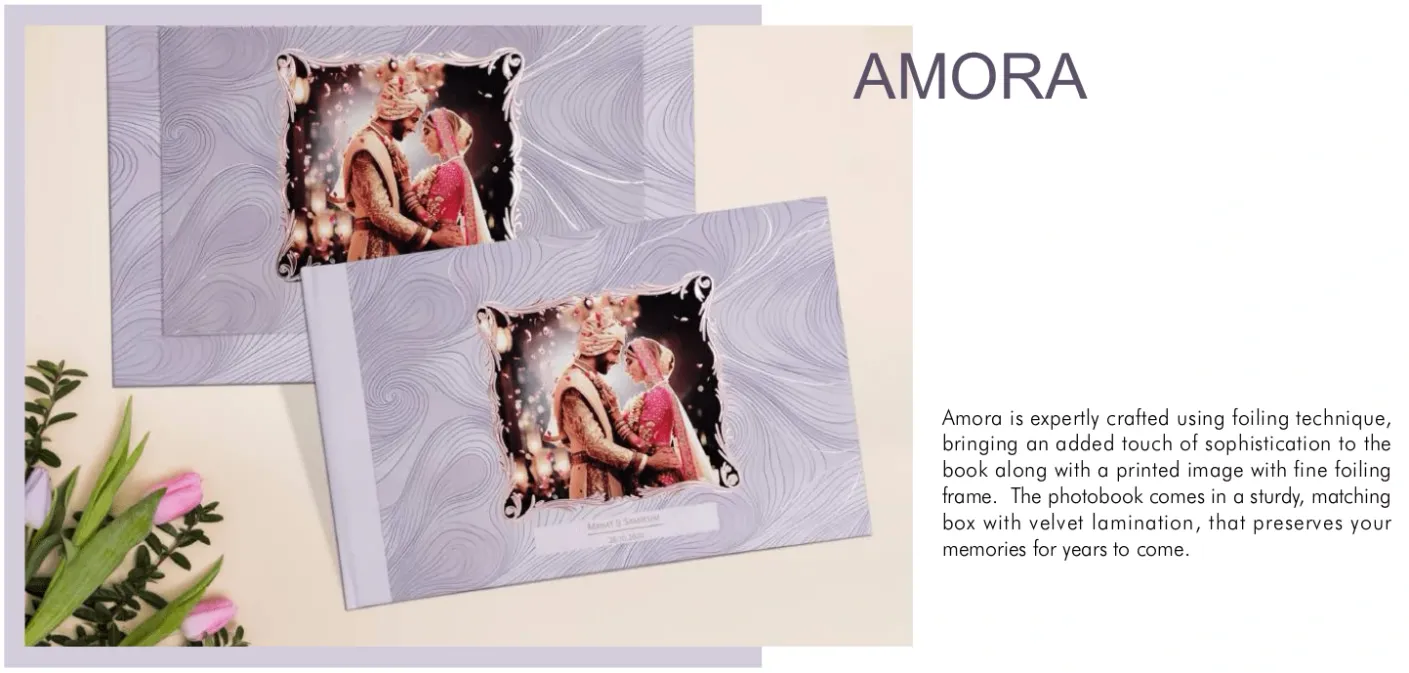 AMORA
Amora is expertly crafted using foiling technique,
bringing an added touch of sophistication to the
book along with a printed image with fine foiling
frame. The photobook comes in a sturdy, matching
box with velvet lamination, that preserves your
memories for years to come.